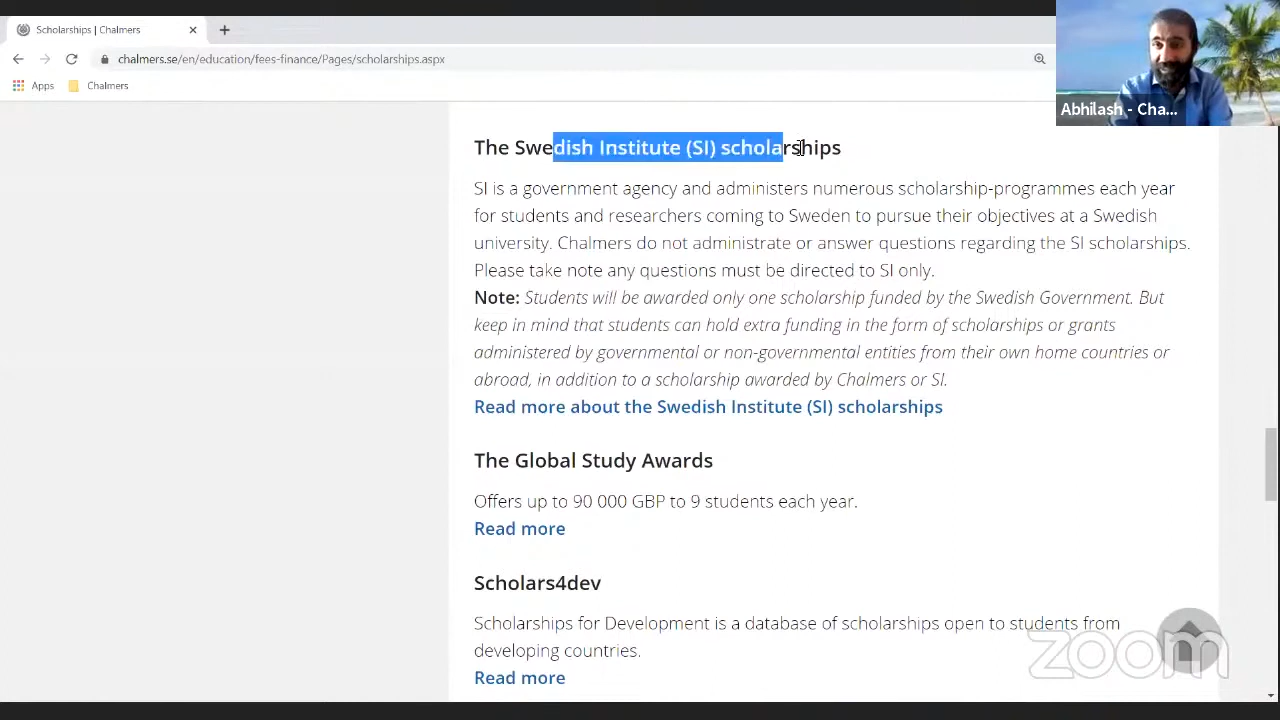 Scholarships | Chalmers
chalmers.se/en/education/fees-finance/Pages/scholarships.aspx
Apps
Chalmers
Abhilash - Cha...
The Swedish Institute (SI) scholarships
SI is a government agency and administers numerous scholarship-programmes each year
for students and researchers coming to Sweden to pursue their objectives at a Swedish
university. Chalmers do not administrate or answer questions regarding the SI scholarships.
Please take note any questions must be directed to SI only.
Note: Students will be awarded only one scholarship funded by the Swedish Government. But
keep in mind that students can hold extra funding in the form of scholarships or grants
administered by governmental or non-governmental entities from their own home countries or
abroad, in addition to a scholarship awarded by Chalmers or SI.
Read more about the Swedish Institute (SI) scholarships
The Global Study Awards
Offers up to 90 000 GBP to 9 students each year.
Read more
Scholars4dev
Scholarships for Development is a database of scholarships open to students from
developing countries.
Read more
zoom